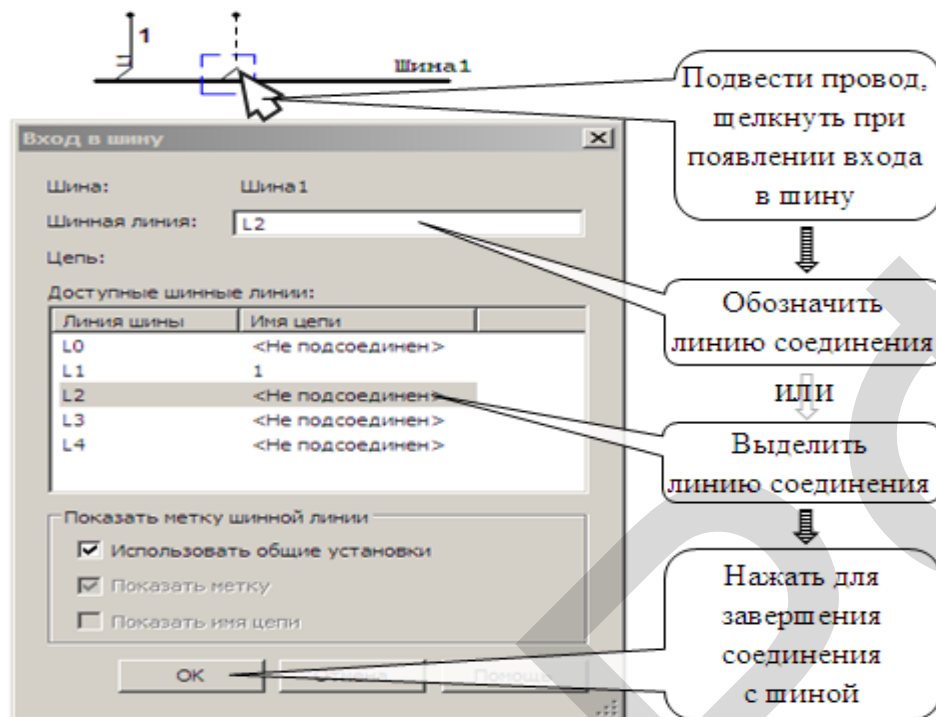 1
Шина1
Подвести провод,
щелкнуть при
появлении входа
в шину
Вход в шину
Шина: Шина1
Шинная линия: L2
Цепь:
Доступные шинные линии:
Линия шины Имя цепи
L0 <Не подсоединен>
L1 1
L2 <Не подсоединен>
L3 <Не подсоединен>
L4 <Не подсоединен>
Обозначить
линию соединения
или
Выделить
линию соединения
Показать метку шинной линии
Использовать общие установки
Показать метку
Показать имя цепи
OK Отмена Помощь
Нажать для
завершения
соединения
с шиной